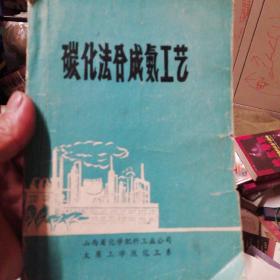 碳化法合成氨工艺
山西省化学肥料工业公司
太原工学院化工系